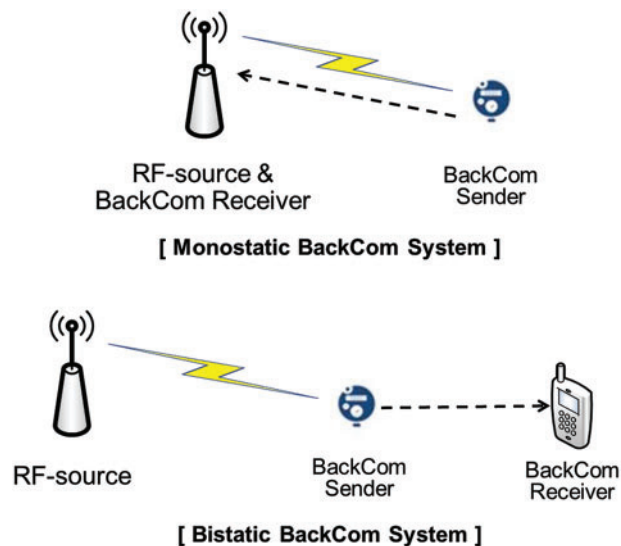 RF-source &
BackCom Receiver
BackCom
Sender
[ Monostatic BackCom System ]
RF-source
BackCom
Sender
BackCom
Receiver
[ Bistatic BackCom System ]